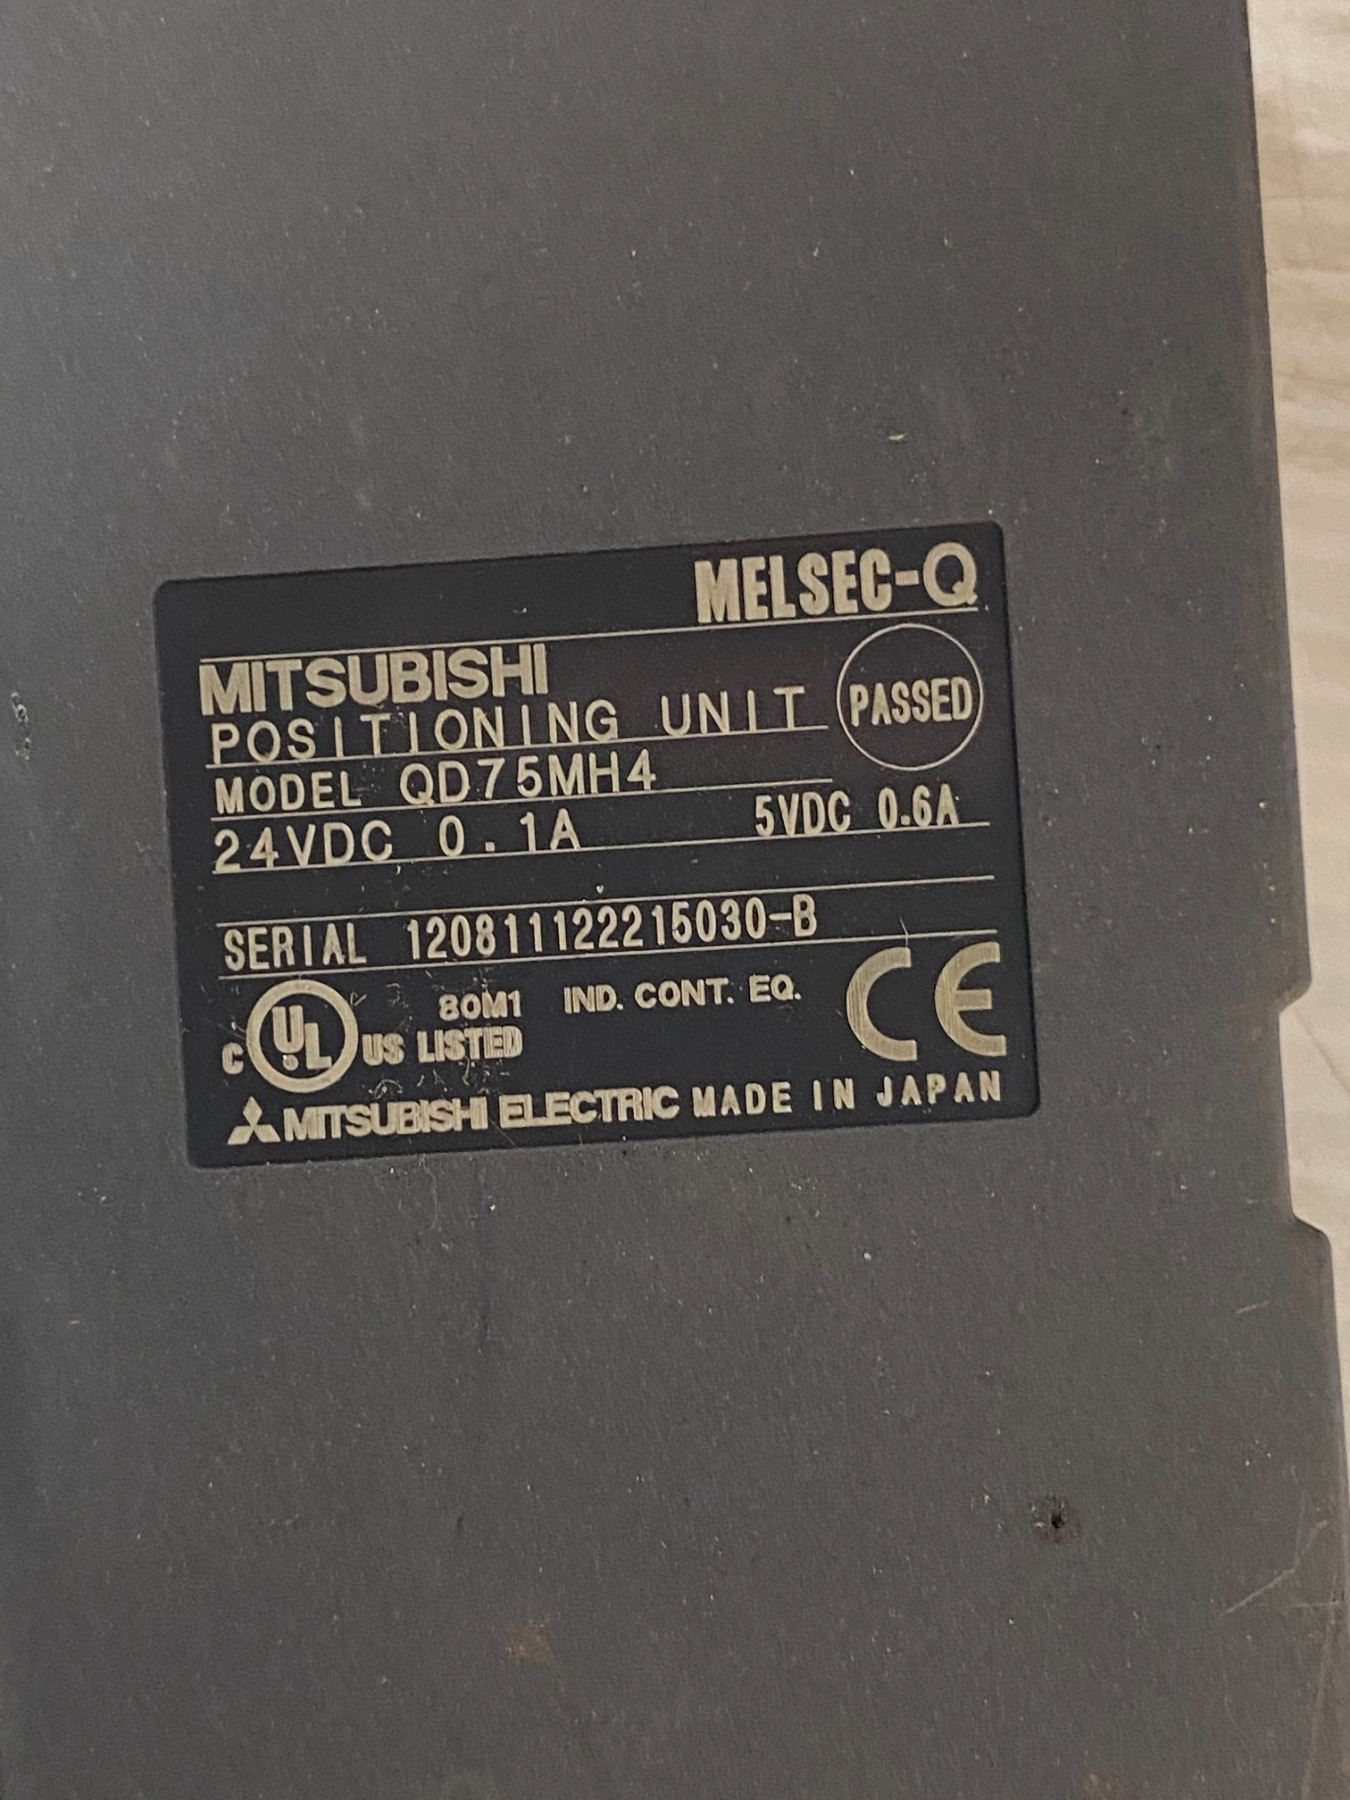 MELSEC-Q
MITSUBISHI
POSITIONING UNIT
PASSED
MODEL QD75MH4
24VDC 0.1A 5VDC 0.6A
SERIAL 120811122215030-B
C UL US LISTED 80M1 IND. CONT. EQ.
CE
MITSUBISHI ELECTRIC MADE IN JAPAN